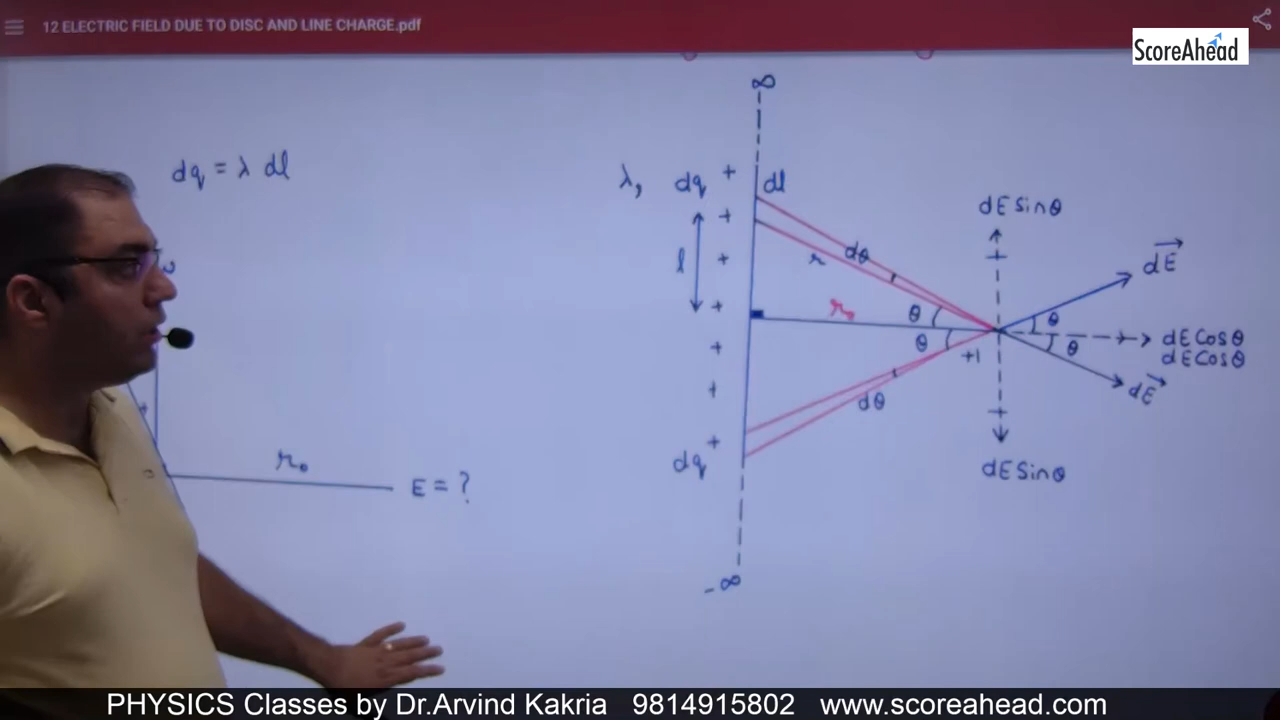 12 ELECTRIC FIELD DUE TO DISC AND LINE CHARGE.pdf
ScoreAhead
dq = λ dl
r₀
E = ?
∞
λ, dq + dl
+
l
+
+
+
+
dq +
-∞
dθ
r
r₀
θ
θ
dθ
+1
dE Sinθ
dE
θ
dE Cosθ
dE Cosθ
θ
dE
dE Sinθ
PHYSICS Classes by Dr.Arvind Kakria 9814915802 www.scoreahead.com